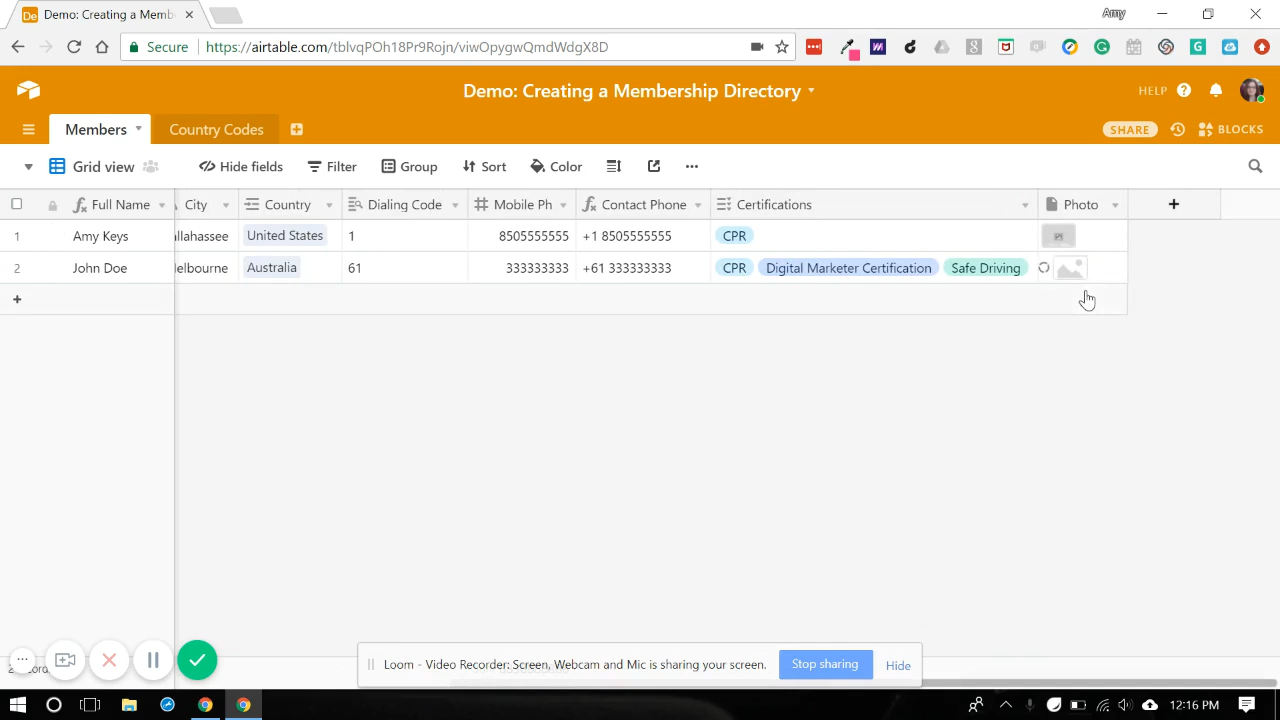 De Demo: Creating a Memb
Amy
Secure https://airtable.com/tblvqPOh18Pr9Rojn/viwOpygwQmdWdgX8D
Demo: Creating a Membership Directory
HELP
Members Country Codes
SHARE BLOCKS
Grid view Hide fields Filter Group Sort Color
Full Name City Country Dialing Code Mobile Ph Contact Phone Certifications Photo
1 Amy Keys allahassee United States 1 8505555555 +1 8505555555 CPR
2 John Doe Melbourne Australia 61 333333333 +61 333333333 CPR Digital Marketer Certification Safe Driving
Loom - Video Recorder: Screen, Webcam and Mic is sharing your screen. Stop sharing Hide
12:16 PM